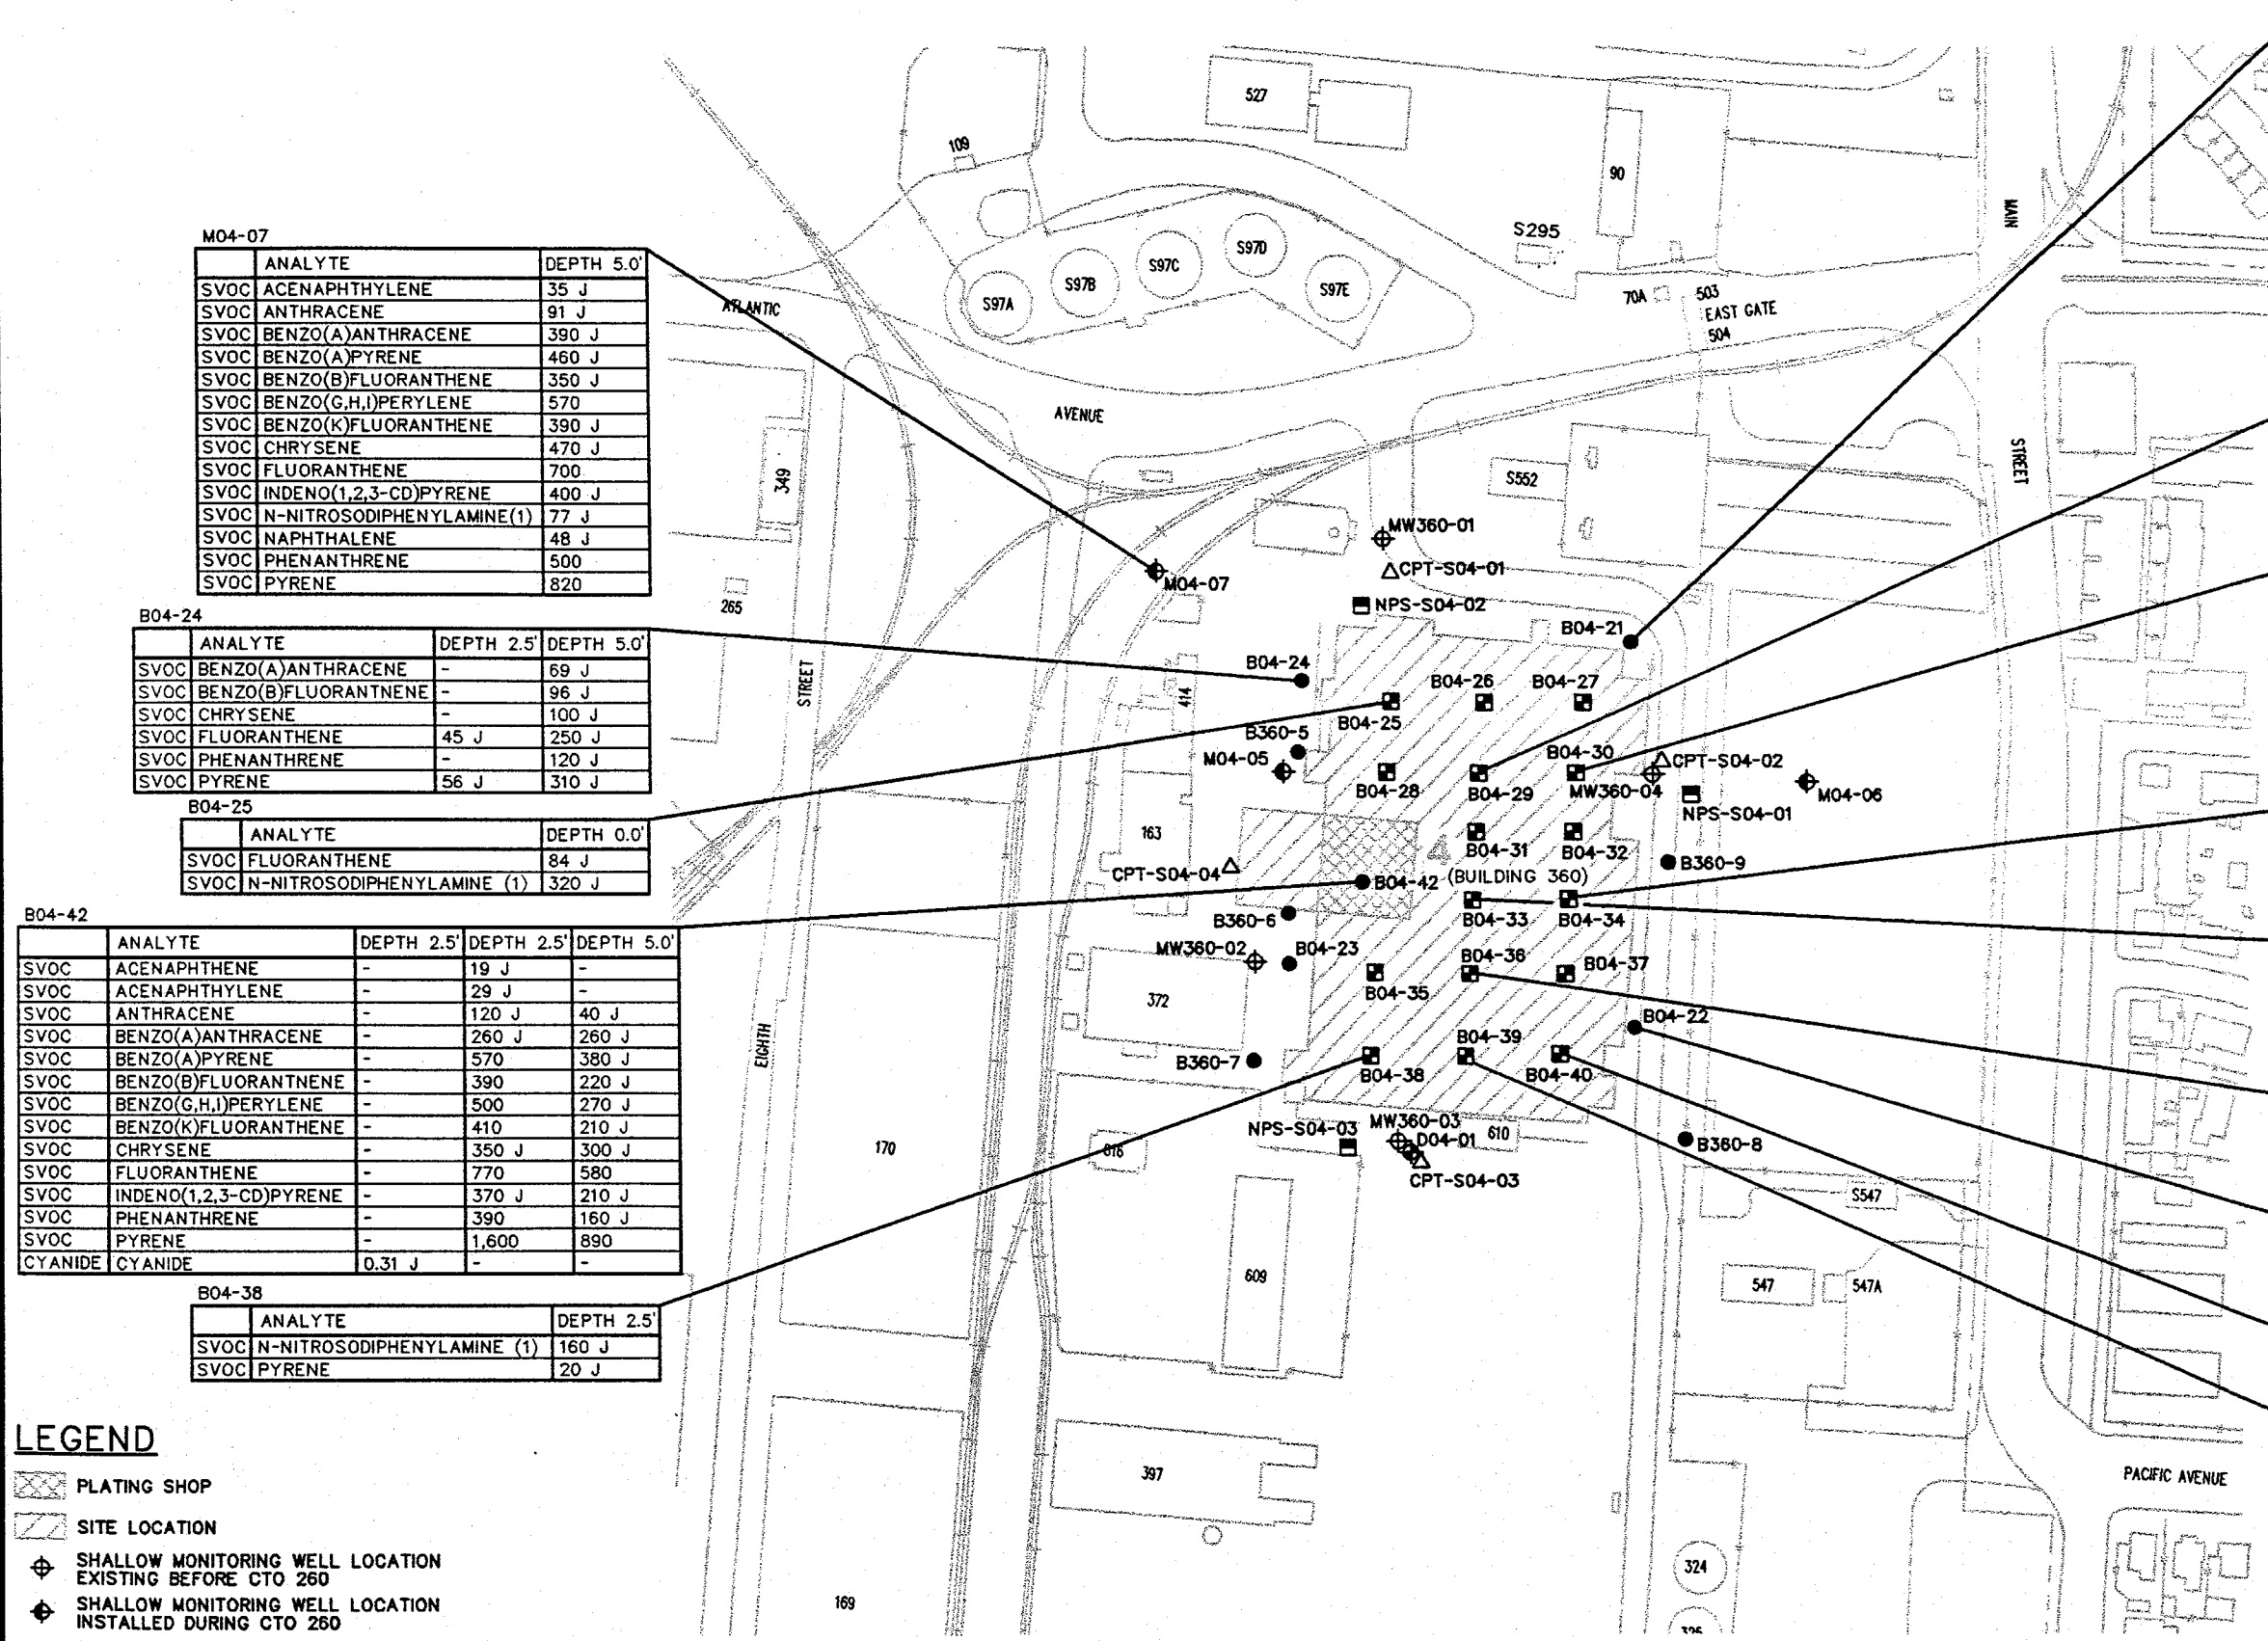 M04-07
ANALYTE DEPTH 5.0'
SVOC ACENAPHTHYLENE 35 J
SVOC ANTHRACENE 91 J
SVOC BENZO(A)ANTHRACENE 390 J
SVOC BENZO(A)PYRENE 460 J
SVOC BENZO(B)FLUORANTHENE 350 J
SVOC BENZO(G,H,I)PERYLENE 570
SVOC BENZO(K)FLUORANTHENE 390 J
SVOC CHRYSENE 470 J
SVOC FLUORANTHENE 700
SVOC INDENO(1,2,3-CD)PYRENE 400 J
SVOC N-NITROSODIPHENYLAMINE(1) 77 J
SVOC NAPHTHALENE 48 J
SVOC PHENANTHRENE 500
SVOC PYRENE 820
B04-24
ANALYTE DEPTH 2.5' DEPTH 5.0'
SVOC BENZO(A)ANTHRACENE - 69 J
SVOC BENZO(B)FLUORANTNENE - 96 J
SVOC CHRYSENE - 100 J
SVOC FLUORANTHENE 45 J 250 J
SVOC PHENANTHRENE - 120 J
SVOC PYRENE 56 J 310 J
B04-25
ANALYTE DEPTH 0.0'
SVOC FLUORANTHENE 84 J
SVOC N-NITROSODIPHENYLAMINE (1) 320 J
B04-42
ANALYTE DEPTH 2.5' DEPTH 2.5' DEPTH 5.0'
SVOC ACENAPHTHENE - 19 J -
SVOC ACENAPHTHYLENE - 29 J -
SVOC ANTHRACENE - 120 J 40 J
SVOC BENZO(A)ANTHRACENE - 260 J 260 J
SVOC BENZO(A)PYRENE - 570 380 J
SVOC BENZO(B)FLUORANTNENE - 390 220 J
SVOC BENZO(G,H,I)PERYLENE - 500 270 J
SVOC BENZO(K)FLUORANTHENE - 410 210 J
SVOC CHRYSENE - 350 J 300 J
SVOC FLUORANTHENE - 770 580
SVOC INDENO(1,2,3-CD)PYRENE - 370 J 210 J
SVOC PHENANTHRENE - 390 160 J
SVOC PYRENE - 1,600 890
CYANIDE CYANIDE 0.31 J - -
B04-38
ANALYTE DEPTH 2.5'
SVOC N-NITROSODIPHENYLAMINE (1) 160 J
SVOC PYRENE 20 J
LEGEND
PLATING SHOP
SITE LOCATION
SHALLOW MONITORING WELL LOCATION
EXISTING BEFORE CTO 260
SHALLOW MONITORING WELL LOCATION
INSTALLED DURING CTO 260
527
109
90
MAIN
S295
S97D
S97C
S97B
S97E
S97A
70A
503
EAST GATE
504
ATLANTIC
AVENUE
STREET
349
S552
MW360-01
CPT-S04-01
M04-07
NPS-S04-02
265
B04-21
B04-24
414
STREET
B04-26
B04-27
B04-25
B360-5
M04-05
B04-30
CPT-S04-02
B04-28
B04-29
MW360-04
M04-06
NPS-S04-01
163
B04-31
B04-32
4
B360-9
CPT-S04-04
B04-42
(BUILDING 360)
B360-6
B04-33
B04-34
MW360-02
B04-23
B04-36
B04-37
B04-35
372
B04-22
EIGHTH
B04-39
B360-7
B04-38
B04-40
NPS-S04-03
MW360-03
D04-01
610
B360-8
170
618
CPT-S04-03
S547
609
547
547A
397
PACIFIC AVENUE
324
169